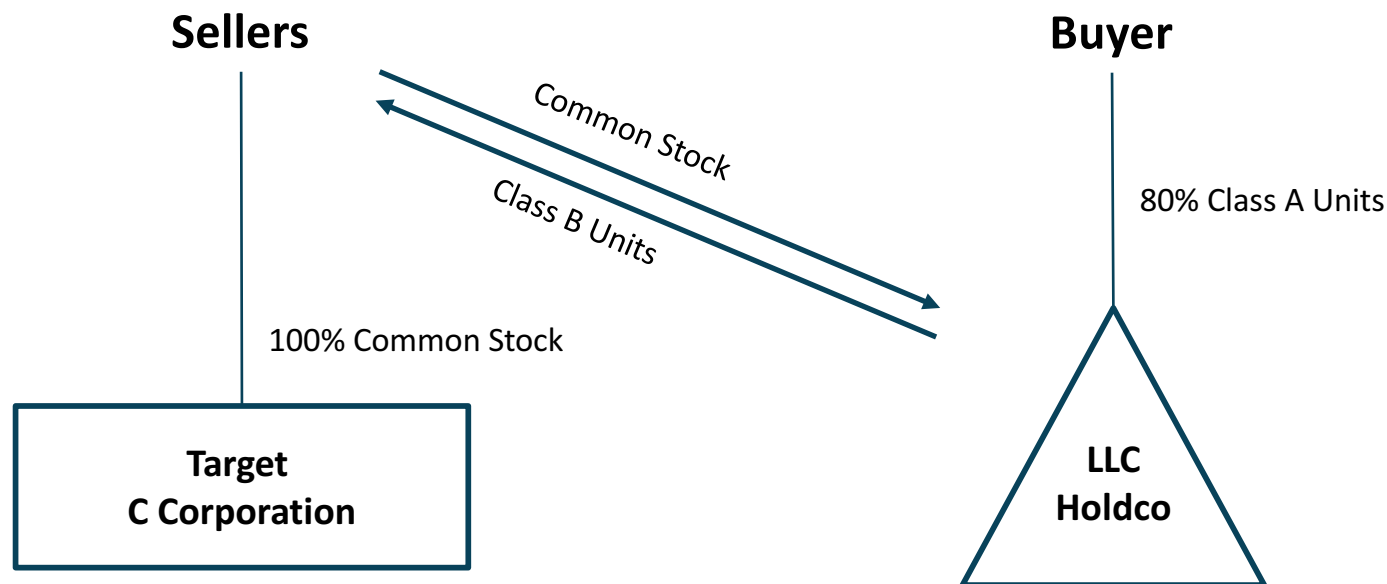 Sellers
Buyer
Common Stock
Class B Units
80% Class A Units
100% Common Stock
Target
C Corporation
LLC
Holdco